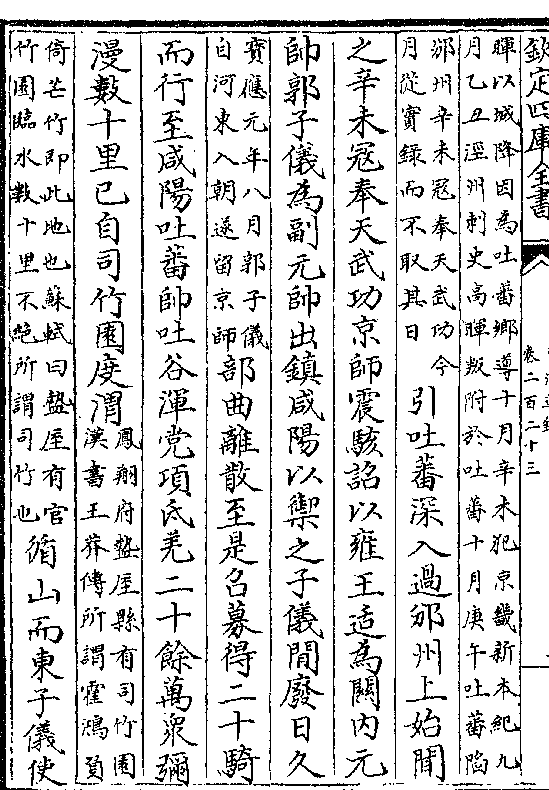 欽定四庫全書
卷二百二十三
暉以城降因為吐蕃鄉導十月辛未犯京畿新本紀九
月乙丑涇州刺史高暉叛附於吐蕃十月庚午吐蕃陷
邠州辛未寇奉天武功今
月從實録而不取其日
引吐蕃深入過邠州上始聞
之辛未寇奉天武功京師震駭詔以雍王适為關内元
帥郭子儀為副元帥出鎮咸陽以禦之子儀閒廢日久
寶應元年八月郭子儀
自河東入朝遂留京師
部曲離散至是召募得二十騎
而行至咸陽吐蕃帥吐谷渾党項氐羌二十餘萬衆彌
漫數十里已自司竹園度渭
鳳翔府盩厔縣有司竹園
漢書王莽傳所謂霍鴻負
倚芒竹即此地也蘇軾曰盩厔有官
竹園臨水數十里不絶所謂司竹也
循山而東子儀使